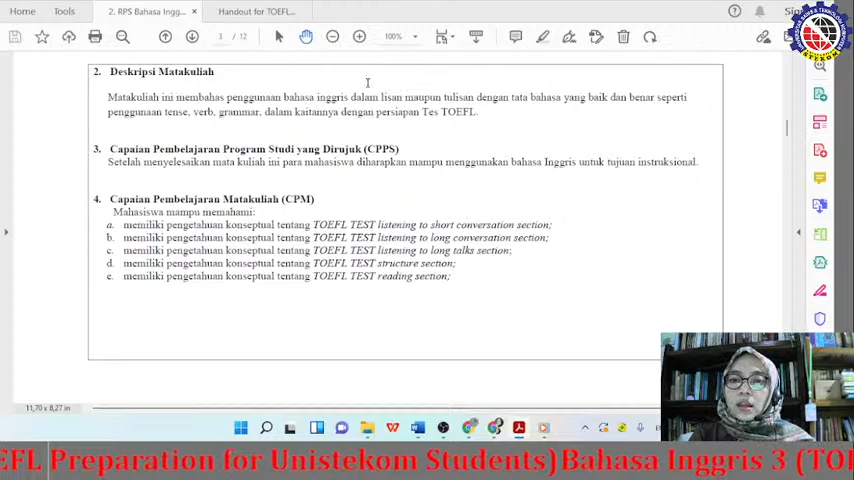 Home
Tools
2. RPS Bahasa Ingg...
Handout for TOEFL...
3 / 12
100%
2. Deskripsi Matakuliah
Matakuliah ini membahas penggunaan bahasa inggris dalam lisan maupun tulisan dengan tata bahasa yang baik dan benar seperti
penggunaan tense, verb, grammar, dalam kaitannya dengan persiapan Tes TOEFL.
3. Capaian Pembelajaran Program Studi yang Dirujuk (CPPS)
Setelah menyelesaikan mata kuliah ini para mahasiswa diharapkan mampu menggunakan bahasa Inggris untuk tujuan instruksional.
4. Capaian Pembelajaran Matakuliah (CPM)
Mahasiswa mampu memahami:
a. memiliki pengetahuan konseptual tentang TOEFL TEST listening to short conversation section;
b. memiliki pengetahuan konseptual tentang TOEFL TEST listening to long conversation section;
c. memiliki pengetahuan konseptual tentang TOEFL TEST listening to long talks section;
d. memiliki pengetahuan konseptual tentang TOEFL TEST structure section;
e. memiliki pengetahuan konseptual tentang TOEFL TEST reading section;
11,70 x 8,27 in
STEKOM
EFL Preparation for Unistekom Students) Bahasa Inggris 3 (TOE